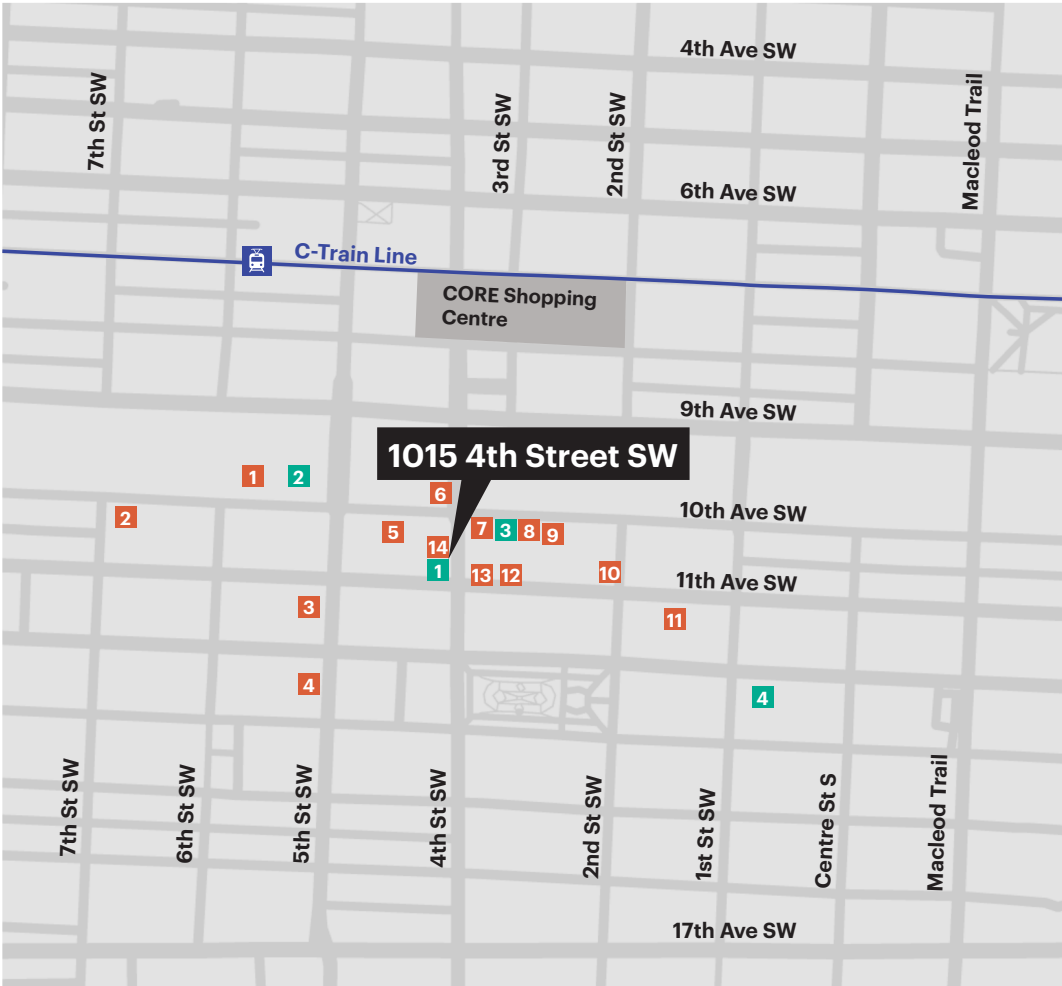 4th Ave SW
7th St SW
3rd St SW
2nd St SW
Macleod Trail
6th Ave SW
C-Train Line
CORE Shopping
Centre
9th Ave SW
1015 4th Street SW
1
2
6
2
10th Ave SW
5
7
3
8
9
14
1
13
12
10
11th Ave SW
3
11
4
4
7th St SW
6th St SW
5th St SW
4th St SW
2nd St SW
1st St SW
Centre St S
Macleod Trail
17th Ave SW